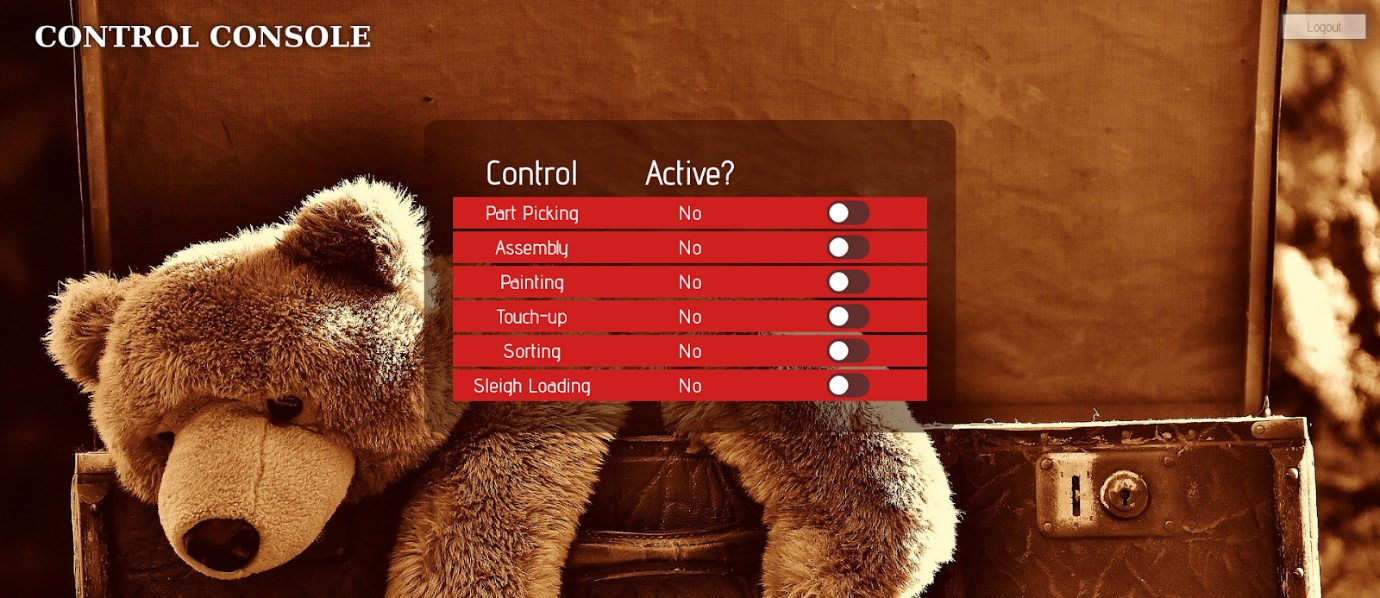 CONTROL CONSOLE
Logout
Control Active?
Part Picking No
Assembly No
Painting No
Touch-up No
Sorting No
Sleigh Loading No